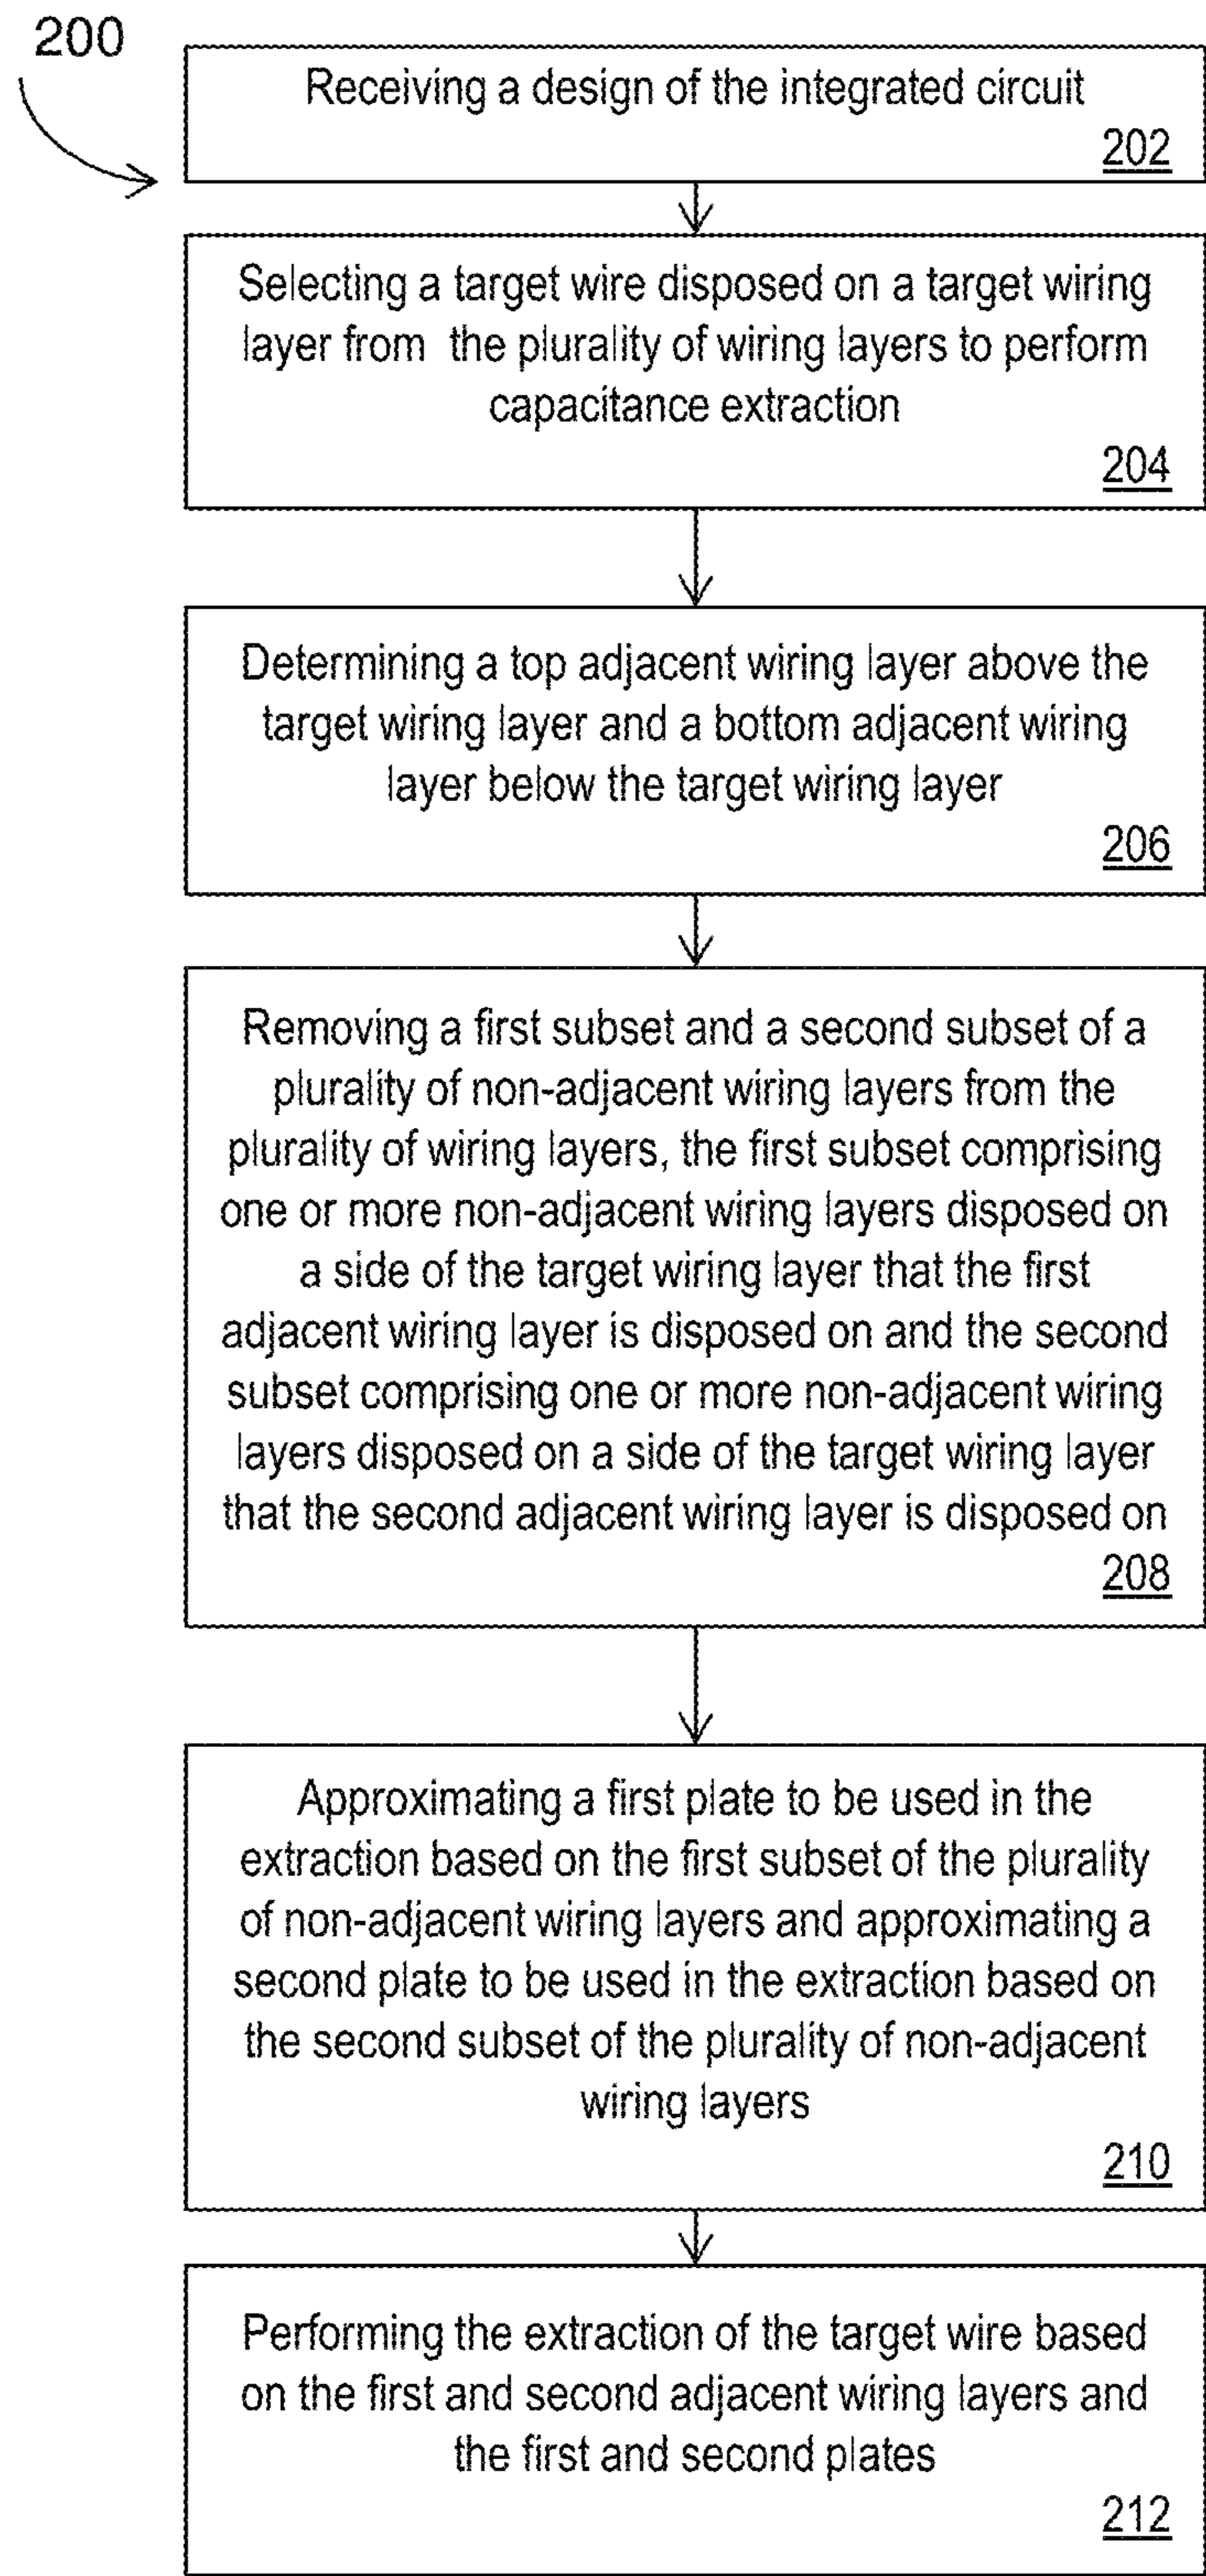 200
Receiving a design of the integrated circuit
202
Selecting a target wire disposed on a target wiring
layer from the plurality of wiring layers to perform
capacitance extraction
204
Determining a top adjacent wiring layer above the
target wiring layer and a bottom adjacent wiring
layer below the target wiring layer
206
Removing a first subset and a second subset of a
plurality of non-adjacent wiring layers from the
plurality of wiring layers, the first subset comprising
one or more non-adjacent wiring layers disposed on
a side of the target wiring layer that the first
adjacent wiring layer is disposed on and the second
subset comprising one or more non-adjacent wiring
layers disposed on a side of the target wiring layer
that the second adjacent wiring layer is disposed on
208
Approximating a first plate to be used in the
extraction based on the first subset of the plurality
of non-adjacent wiring layers and approximating a
second plate to be used in the extraction based on
the second subset of the plurality of non-adjacent
wiring layers
210
Performing the extraction of the target wire based
on the first and second adjacent wiring layers and
the first and second plates
212